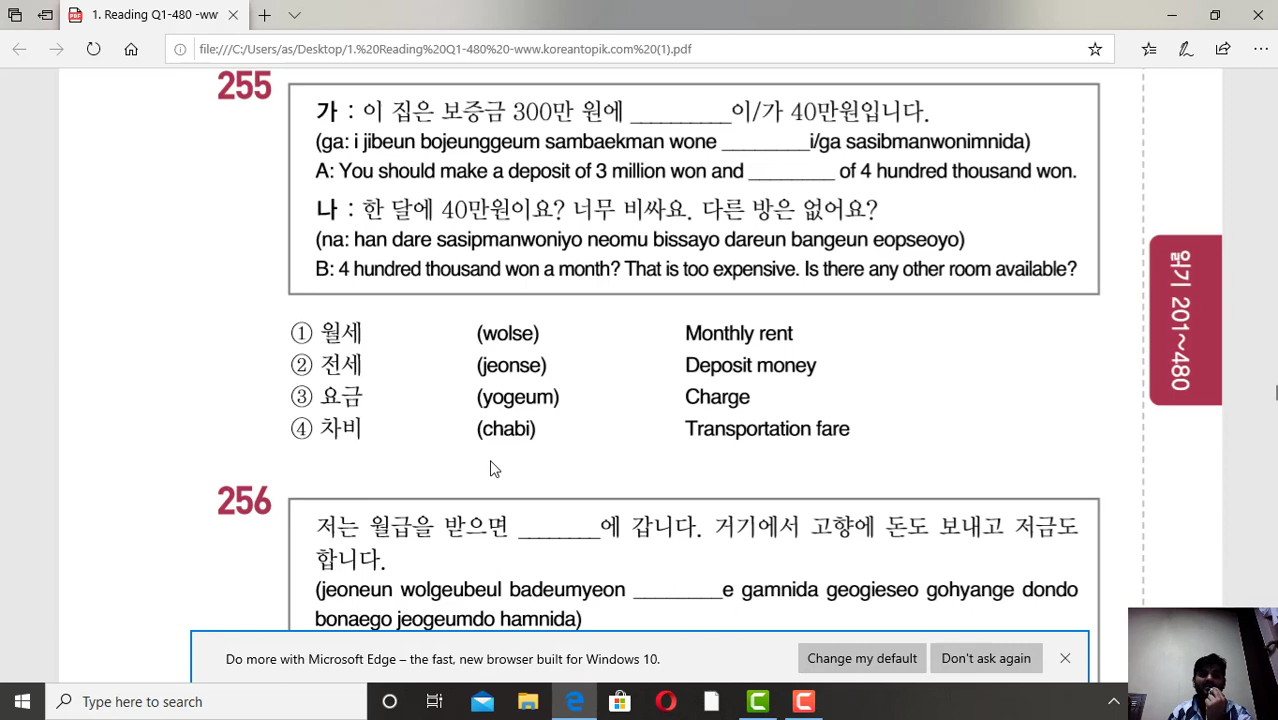 1. Reading Q1-480 -ww
file:///C:/Users/as/Desktop/1.%20Reading%20Q1-480%20-www.koreantopik.com%20(1).pdf
255
가 : 이 집은 보증금 300만 원에 __________이/가 40만원입니다.
(ga: i jibeun bojeunggeum sambaekman wone ________i/ga sasibmanwonimnida)
A: You should make a deposit of 3 million won and ________ of 4 hundred thousand won.
나 : 한 달에 40만원이요? 너무 비싸요. 다른 방은 없어요?
(na: han dare sasipmanwoniyo neomu bissayo dareun bangeun eopseoyo)
B: 4 hundred thousand won a month? That is too expensive. Is there any other room available?
① 월세 (wolse) Monthly rent
② 전세 (jeonse) Deposit money
③ 요금 (yogeum) Charge
④ 차비 (chabi) Transportation fare
읽기 201~480
256
저는 월급을 받으면 ________에 갑니다. 거기에서 고향에 돈도 보내고 저금도
합니다.
(jeoneun wolgeubeul badeumyeon ________e gamnida geogieseo gohyange dondo
bonaego jeogeumdo hamnida)
Do more with Microsoft Edge – the fast, new browser built for Windows 10.
Change my default
Don't ask again
Type here to search